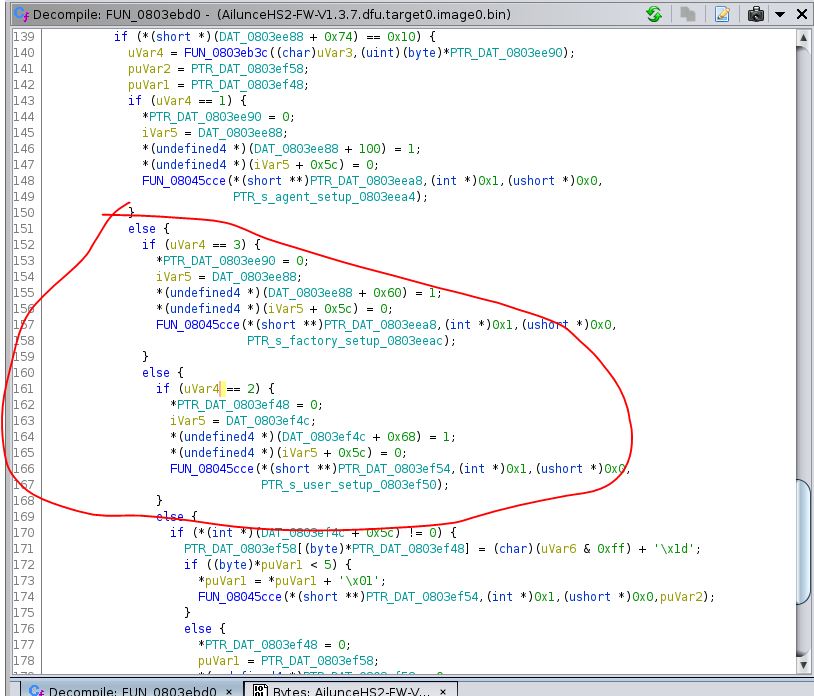 Decompile: FUN_0803ebd0 - (AilunceHS2-FW-V1.3.7.dfu.target0.image0.bin)
139 if (*(short *)(DAT_0803ee88 + 0x74) == 0x10) {
140 uVar4 = FUN_0803eb3c((char)uVar3,(uint)(byte)*PTR_DAT_0803ee90);
141 puVar2 = PTR_DAT_0803ef58;
142 puVar1 = PTR_DAT_0803ef48;
143 if (uVar4 == 1) {
144 *PTR_DAT_0803ee90 = 0;
145 iVar5 = DAT_0803ee88;
146 *(undefined4 *)(DAT_0803ee88 + 100) = 1;
147 *(undefined4 *)(iVar5 + 0x5c) = 0;
148 FUN_08045cce(*(short **)PTR_DAT_0803eea8,(int *)0x1,(ushort *)0x0,
149 PTR_s_agent_setup_0803eea4);
150 }
151 else {
152 if (uVar4 == 3) {
153 *PTR_DAT_0803ee90 = 0;
154 iVar5 = DAT_0803ee88;
155 *(undefined4 *)(DAT_0803ee88 + 0x60) = 1;
156 *(undefined4 *)(iVar5 + 0x5c) = 0;
157 FUN_08045cce(*(short **)PTR_DAT_0803eea8,(int *)0x1,(ushort *)0x0,
158 PTR_s_factory_setup_0803eeac);
159 }
160 else {
161 if (uVar4 == 2) {
162 *PTR_DAT_0803ef48 = 0;
163 iVar5 = DAT_0803ef4c;
164 *(undefined4 *)(DAT_0803ef4c + 0x68) = 1;
165 *(undefined4 *)(iVar5 + 0x5c) = 0;
166 FUN_08045cce(*(short **)PTR_DAT_0803ef54,(int *)0x1,(ushort *)0x0,
167 PTR_s_user_setup_0803ef50);
168 }
169 else {
170 if (*(int *)(DAT_0803ef4c + 0x5c) != 0) {
171 PTR_DAT_0803ef58[(byte)*PTR_DAT_0803ef48] = (char)(uVar6 & 0xff) + '\x1d';
172 if ((byte)*puVar1 < 5) {
173 *puVar1 = *puVar1 + '\x01';
174 FUN_08045cce(*(short **)PTR_DAT_0803ef54,(int *)0x1,(ushort *)0x0,puVar2);
175 }
176 else {
177 *PTR_DAT_0803ef48 = 0;
178 puVar1 = PTR_DAT_0803ef58;
Decompile: FUN_0803ebd0 × Bytes: AilunceHS2-FW-V... ×